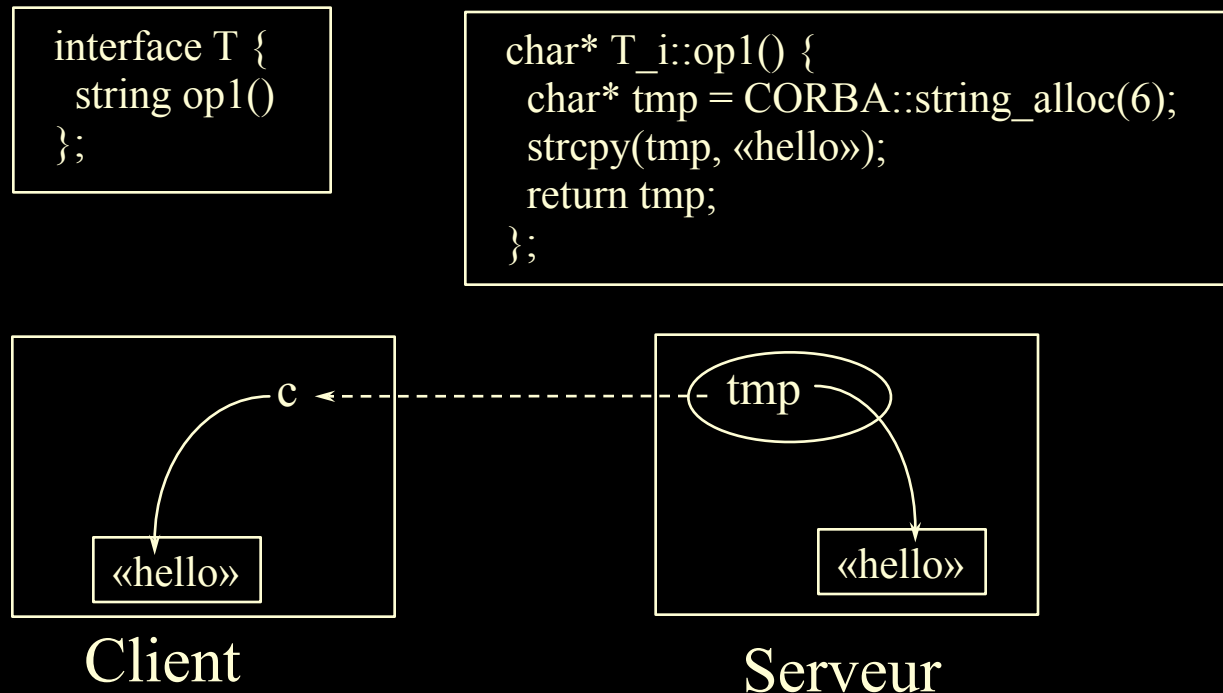 interface T {
string op1()
};
char* T_i::op1() {
char* tmp = CORBA::string_alloc(6);
strcpy(tmp, «hello»);
return tmp;
};
c
tmp
«hello»
«hello»
Client
Serveur